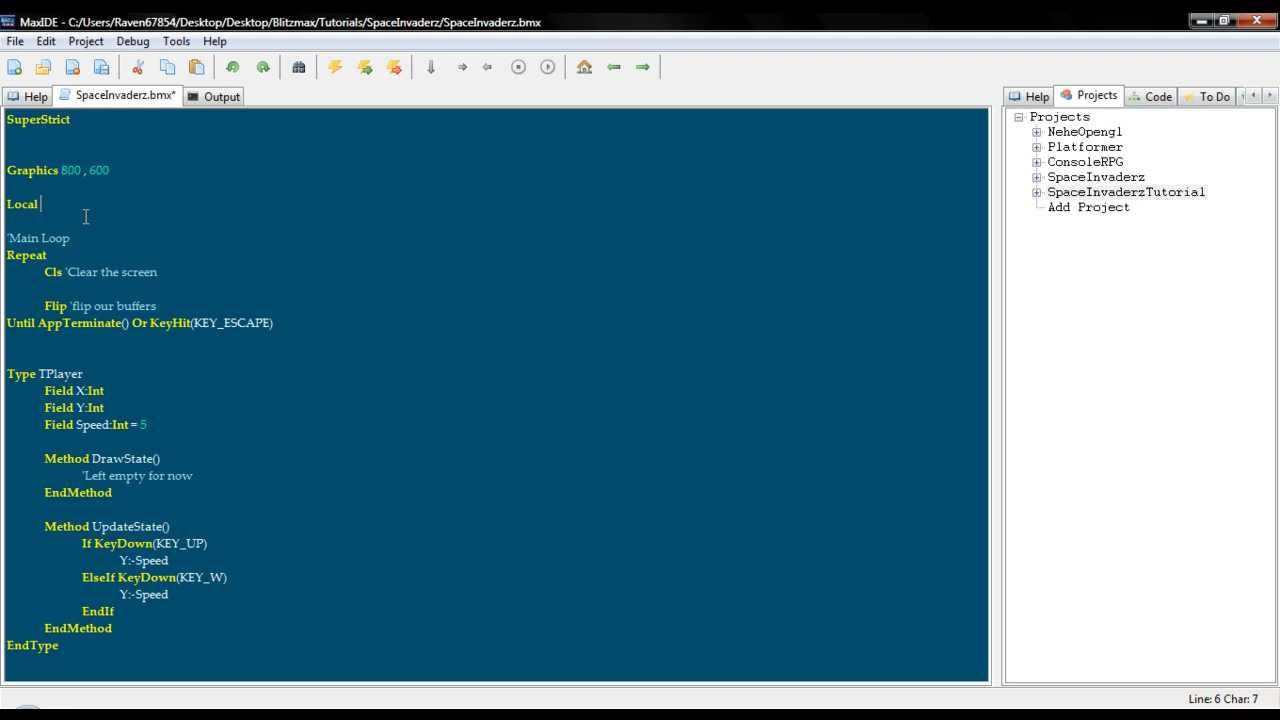 MaxIDE - C:/Users/Raven67854/Desktop/Desktop/Blitzmax/Tutorials/SpaceInvaderz/SpaceInvaderz.bmx
File Edit Project Debug Tools Help
Help SpaceInvaderz.bmx* Output
Help Projects Code To Do
SuperStrict
Graphics 800 , 600
Local
'Main Loop
Repeat
Cls 'Clear the screen
Flip 'flip our buffers
Until AppTerminate() Or KeyHit(KEY_ESCAPE)
Type TPlayer
Field X:Int
Field Y:Int
Field Speed:Int = 5
Method DrawState()
'Left empty for now
EndMethod
Method UpdateState()
If KeyDown(KEY_UP)
Y:-Speed
ElseIf KeyDown(KEY_W)
Y:-Speed
EndIf
EndMethod
EndType
Projects
NeheOpengl
Platformer
ConsoleRPG
SpaceInvaderz
SpaceInvaderzTutorial
Add Project
Line: 6 Char: 7